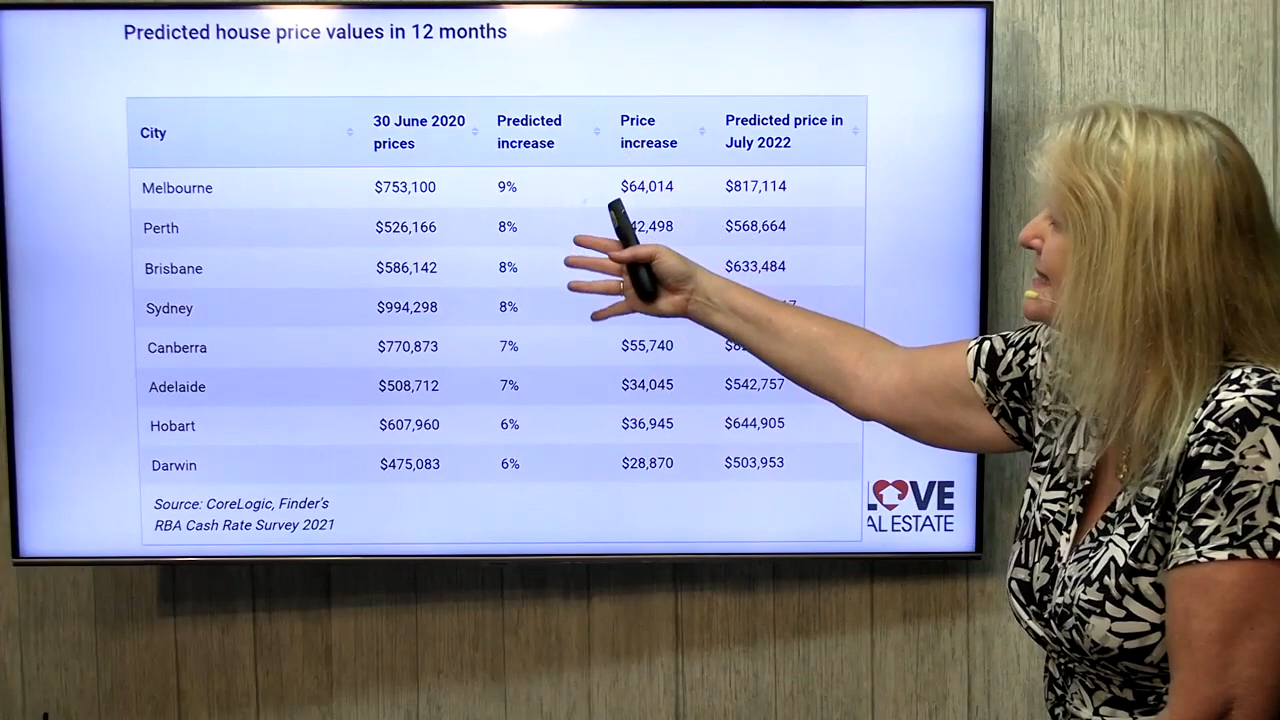 Predicted house price values in 12 months
City 30 June 2020 prices Predicted increase Price increase Predicted price in July 2022
Melbourne $753,100 9% $64,014 $817,114
Perth $526,166 8% 42,498 $568,664
Brisbane $586,142 8% $633,484
Sydney $994,298 8%
Canberra $770,873 7% $55,740
Adelaide $508,712 7% $34,045 $542,757
Hobart $607,960 6% $36,945 $644,905
Darwin $475,083 6% $28,870 $503,953
Source: CoreLogic, Finder's
RBA Cash Rate Survey 2021
LOVE
AL ESTATE